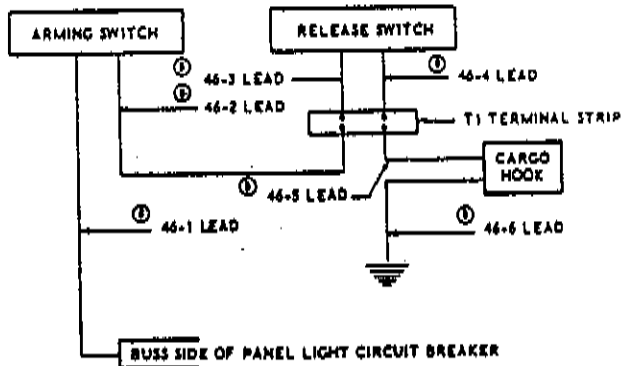 ARMING SWITCH
RELEASE SWITCH
46-3 LEAD
46-4 LEAD
46-2 LEAD
T1 TERMINAL STRIP
CARGO
HOOK
46-5 LEAD
46-1 LEAD
46-6 LEAD
BUSS SIDE OF PANEL LIGHT CIRCUIT BREAKER